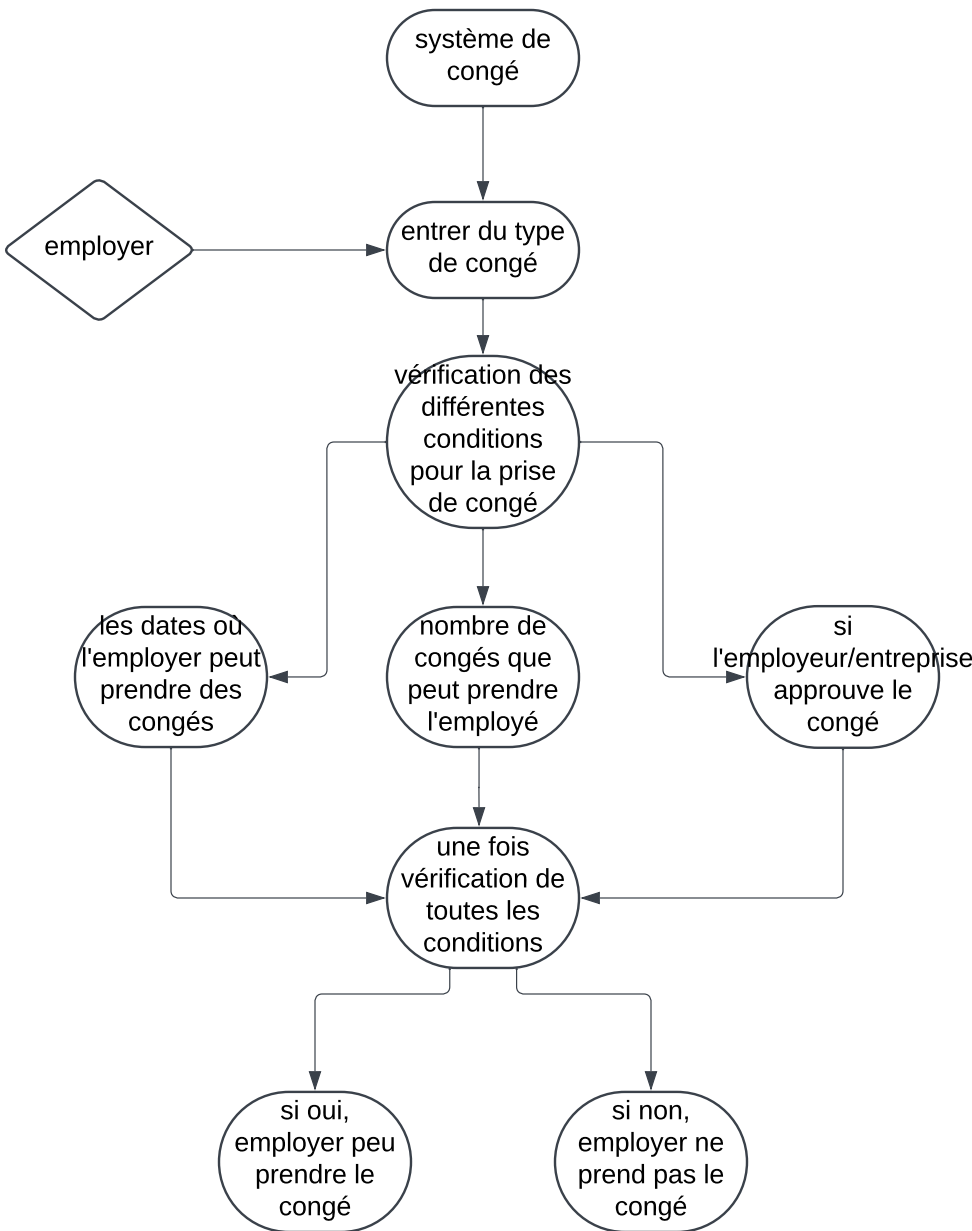 système de
congé
employer
entrer du type
de congé
vérification des
différentes
conditions
pour la prise
de congé
les dates où
l'employer peut
prendre des
congés
nombre de
congés que
peut prendre
l'employé
si
l'employeur/entreprise
approuve le
congé
une fois
vérification de
toutes les
conditions
si oui,
employer peu
prendre le
congé
si non,
employer ne
prend pas le
congé